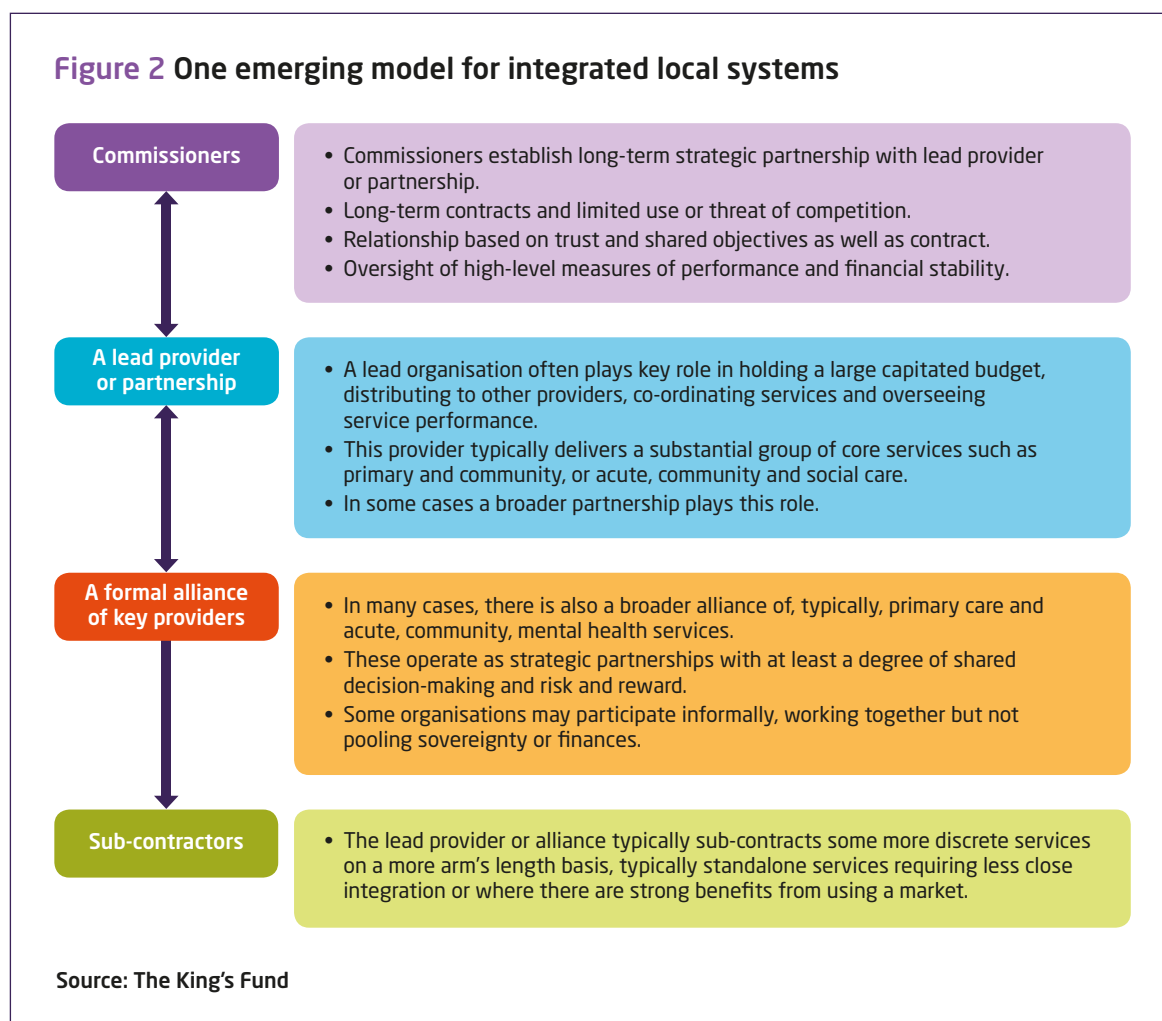 Figure 2 One emerging model for integrated local systems
Commissioners
• Commissioners establish long-term strategic partnership with lead provider
or partnership.
• Long-term contracts and limited use or threat of competition.
• Relationship based on trust and shared objectives as well as contract.
• Oversight of high-level measures of performance and financial stability.
A lead provider
or partnership
• A lead organisation often plays key role in holding a large capitated budget,
distributing to other providers, co-ordinating services and overseeing
service performance.
• This provider typically delivers a substantial group of core services such as
primary and community, or acute, community and social care.
• In some cases a broader partnership plays this role.
A formal alliance
of key providers
• In many cases, there is also a broader alliance of, typically, primary care and
acute, community, mental health services.
• These operate as strategic partnerships with at least a degree of shared
decision-making and risk and reward.
• Some organisations may participate informally, working together but not
pooling sovereignty or finances.
Sub-contractors
• The lead provider or alliance typically sub-contracts some more discrete services
on a more arm's length basis, typically standalone services requiring less close
integration or where there are strong benefits from using a market.
Source: The King's Fund